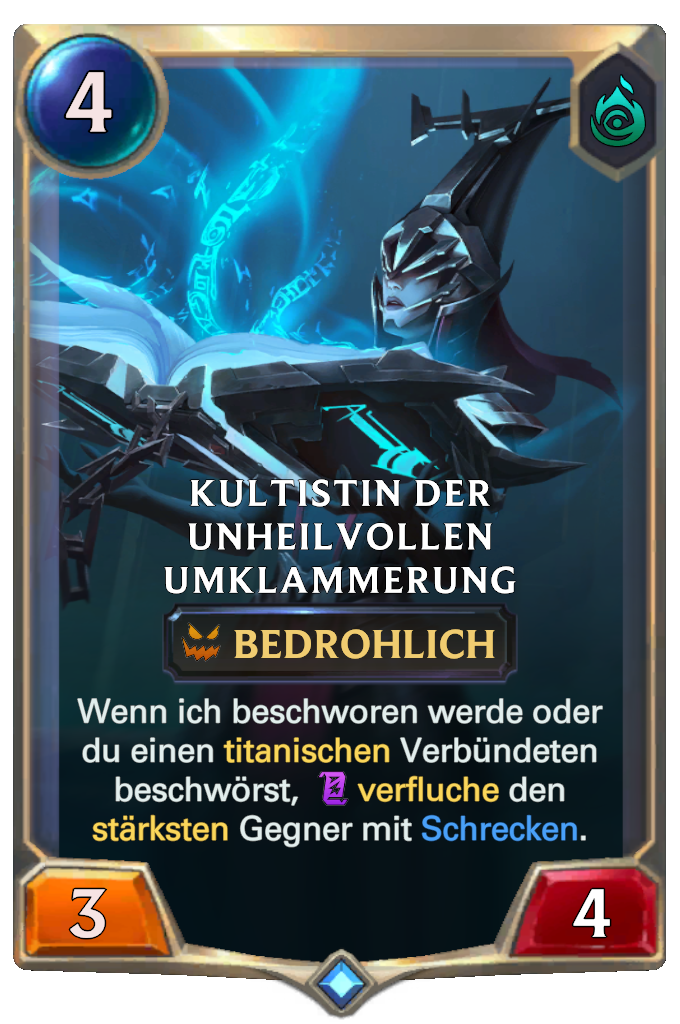 4
KULTISTIN DER
UNHEILVOLLEN
UMKLAMMERUNG
BEDROHLICH
Wenn ich beschworen werde oder
du einen titanischen Verbündeten
beschwörst, verfluche den
stärksten Gegner mit Schrecken.
3 4